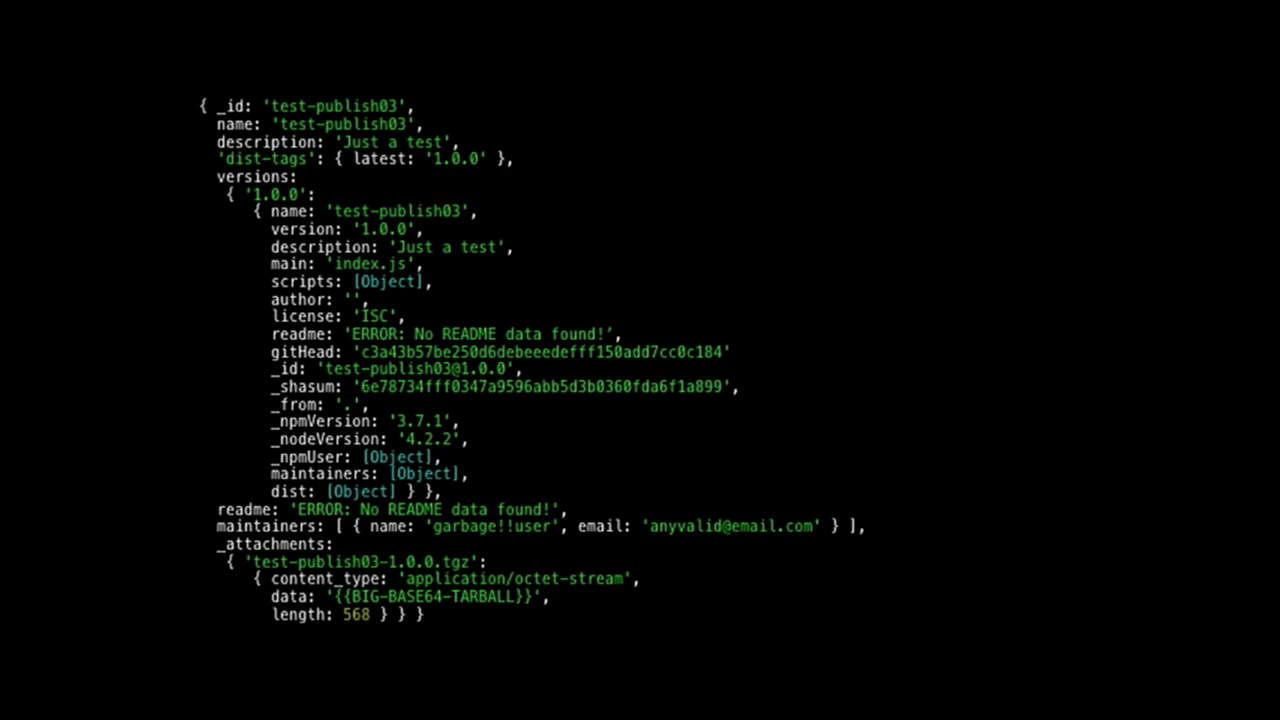 { _id: 'test-publish03',
name: 'test-publish03',
description: 'Just a test',
'dist-tags': { latest: '1.0.0' },
versions:
{ '1.0.0':
{ name: 'test-publish03',
version: '1.0.0',
description: 'Just a test',
main: 'index.js',
scripts: [Object],
author: '',
license: 'ISC',
readme: 'ERROR: No README data found!’,
gitHead: 'c3a43b57be250d6debeeedefff150add7cc0c184'
_id: 'test-publish03@1.0.0',
_shasum: '6e78734fff0347a9596abb5d3b0360fda6f1a899',
_from: '.',
_npmVersion: '3.7.1',
_nodeVersion: '4.2.2',
_npmUser: [Object],
maintainers: [Object],
dist: [Object] } },
readme: 'ERROR: No README data found!',
maintainers: [ { name: 'garbage!!user', email: 'anyvalid@email.com' } ],
_attachments:
{ 'test-publish03-1.0.0.tgz':
{ content_type: 'application/octet-stream',
data: '{{BIG-BASE64-TARBALL}}',
length: 568 } } }